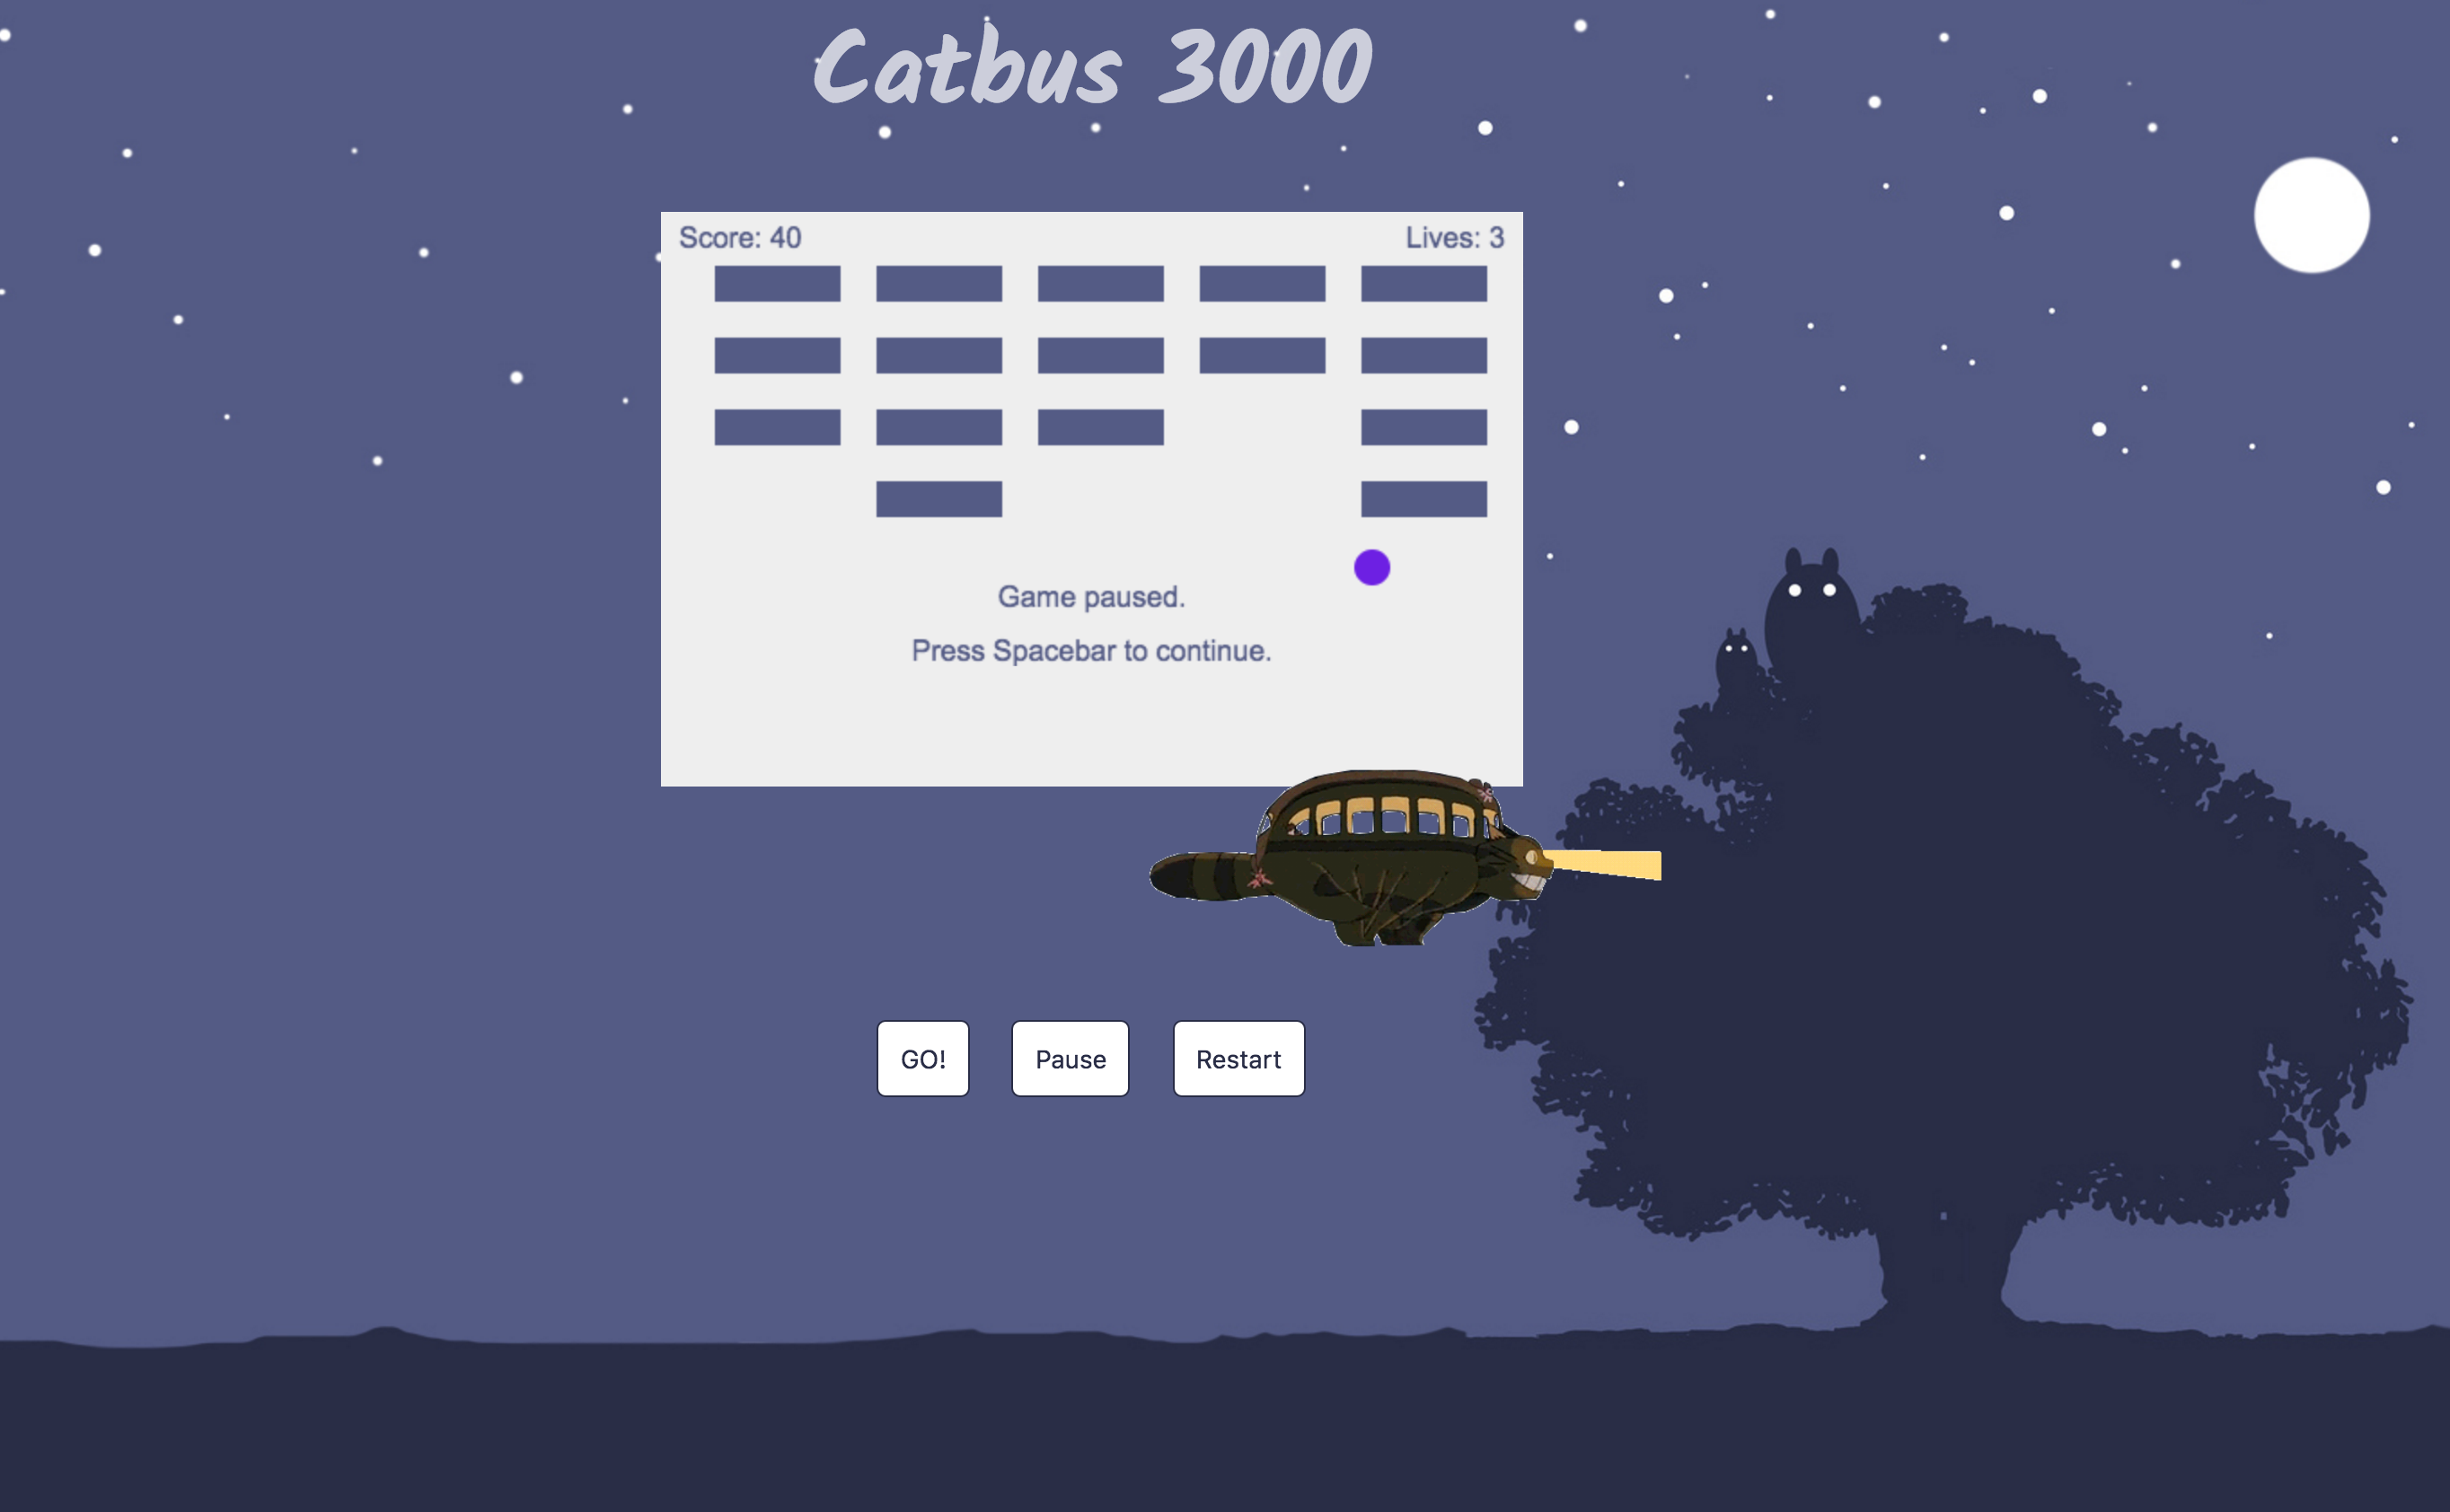 Catbus 3000
Score: 40 Lives: 3
Game paused.
Press Spacebar to continue.
GO! Pause Restart